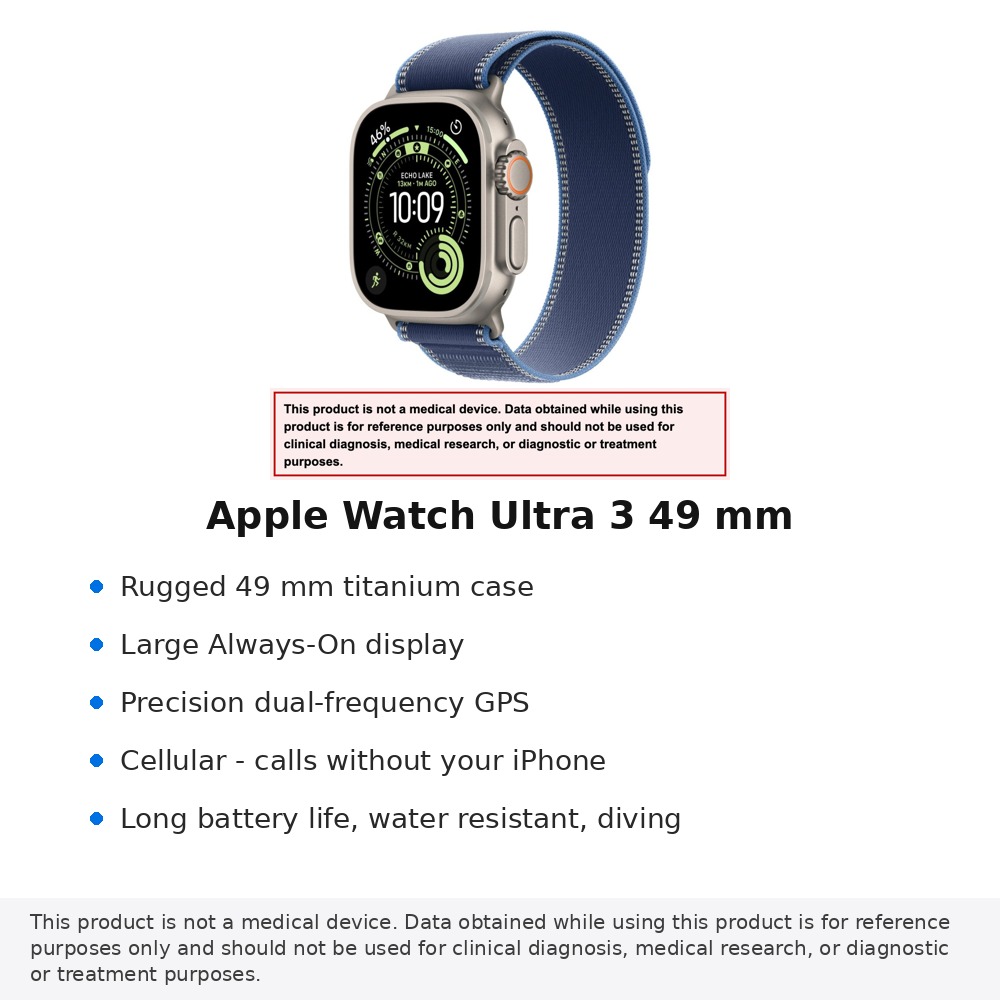 46%
15:00
ECHO LAKE
13KM · 1M AGO
10:09
This product is not a medical device. Data obtained while using this
product is for reference purposes only and should not be used for
clinical diagnosis, medical research, or diagnostic or treatment
purposes.
Apple Watch Ultra 3 49 mm
Rugged 49 mm titanium case
Large Always-On display
Precision dual-frequency GPS
Cellular - calls without your iPhone
Long battery life, water resistant, diving
This product is not a medical device. Data obtained while using this product is for reference
purposes only and should not be used for clinical diagnosis, medical research, or diagnostic
or treatment purposes.